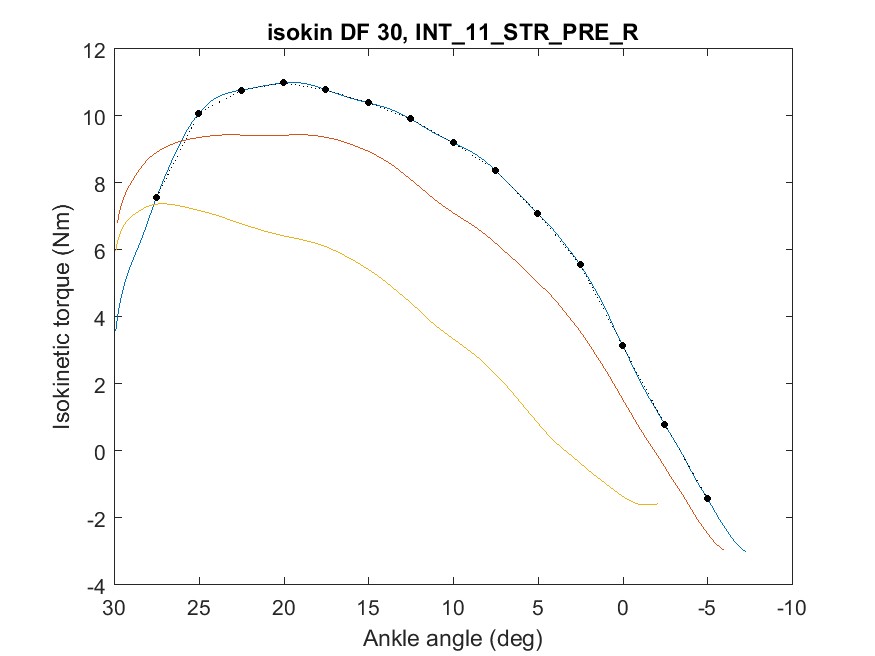 isokin DF 30, INT_11_STR_PRE_R
12
10
8
6
4
2
0
-2
-4
Isokinetic torque (Nm)
30 25 20 15 10 5 0 -5 -10
Ankle angle (deg)